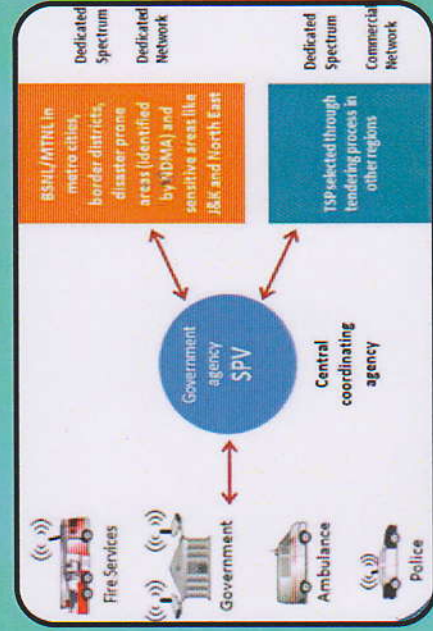 Fire Services
Government
Ambulance
Police
Government
agency
SPV
Central
coordinating
agency
BSNL/MTNL in
metro cities,
border districts,
disaster prone
areas (identified
by NDMA) and
sensitive areas like
J&K and North East
Dedicated
Spectrum
Dedicated
Network
TSP selected through
tendering process in
other regions
Dedicated
Spectrum
Commercial
Network